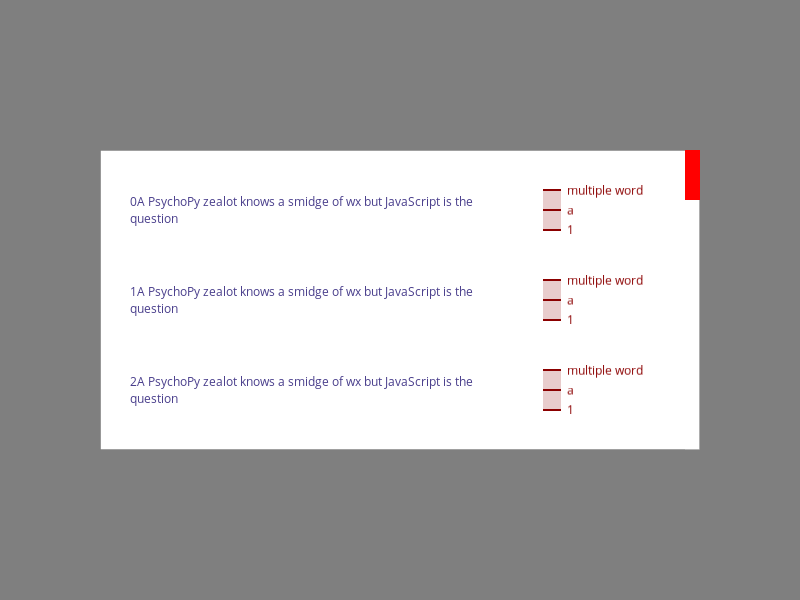 0A PsychoPy zealot knows a smidge of wx but JavaScript is the
question
multiple word
a
1
1A PsychoPy zealot knows a smidge of wx but JavaScript is the
question
multiple word
a
1
2A PsychoPy zealot knows a smidge of wx but JavaScript is the
question
multiple word
a
1